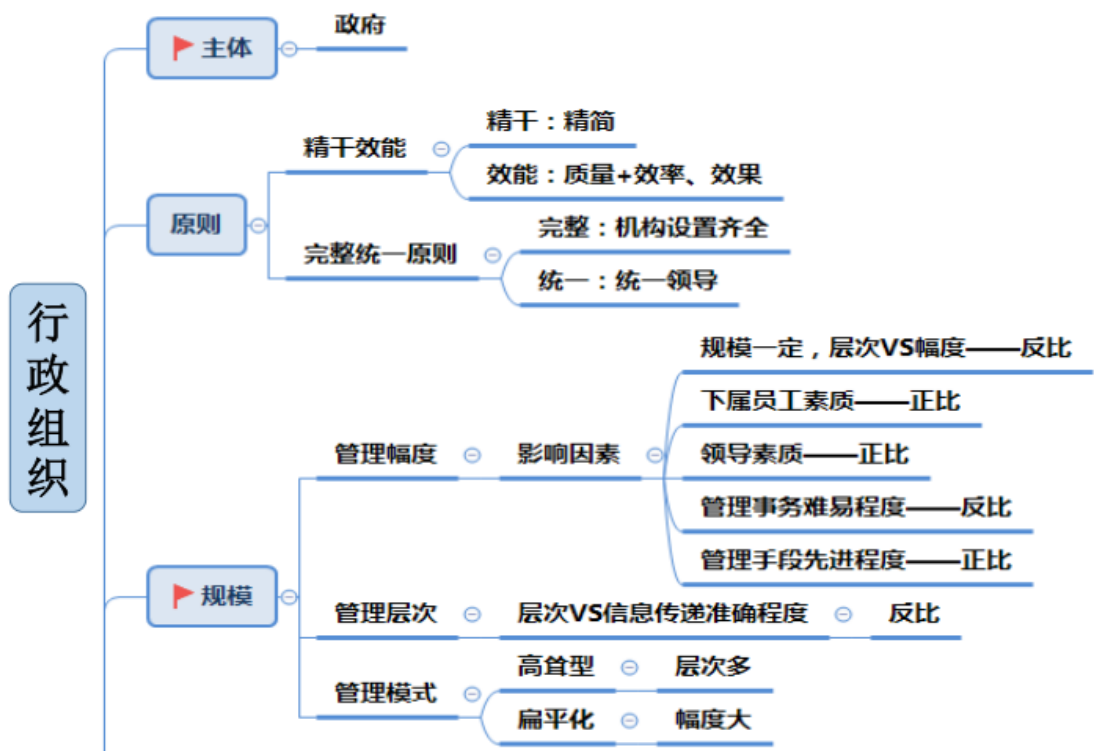 行政组织
主体
政府
原则
精干效能
精干：精简
效能：质量+效率、效果
完整统一原则
完整：机构设置齐全
统一：统一领导
规模
管理幅度
影响因素
规模一定，层次VS幅度——反比
下属员工素质——正比
领导素质——正比
管理事务难易程度——反比
管理手段先进程度——正比
管理层次
层次VS信息传递准确程度
反比
管理模式
高耸型
层次多
扁平化
幅度大